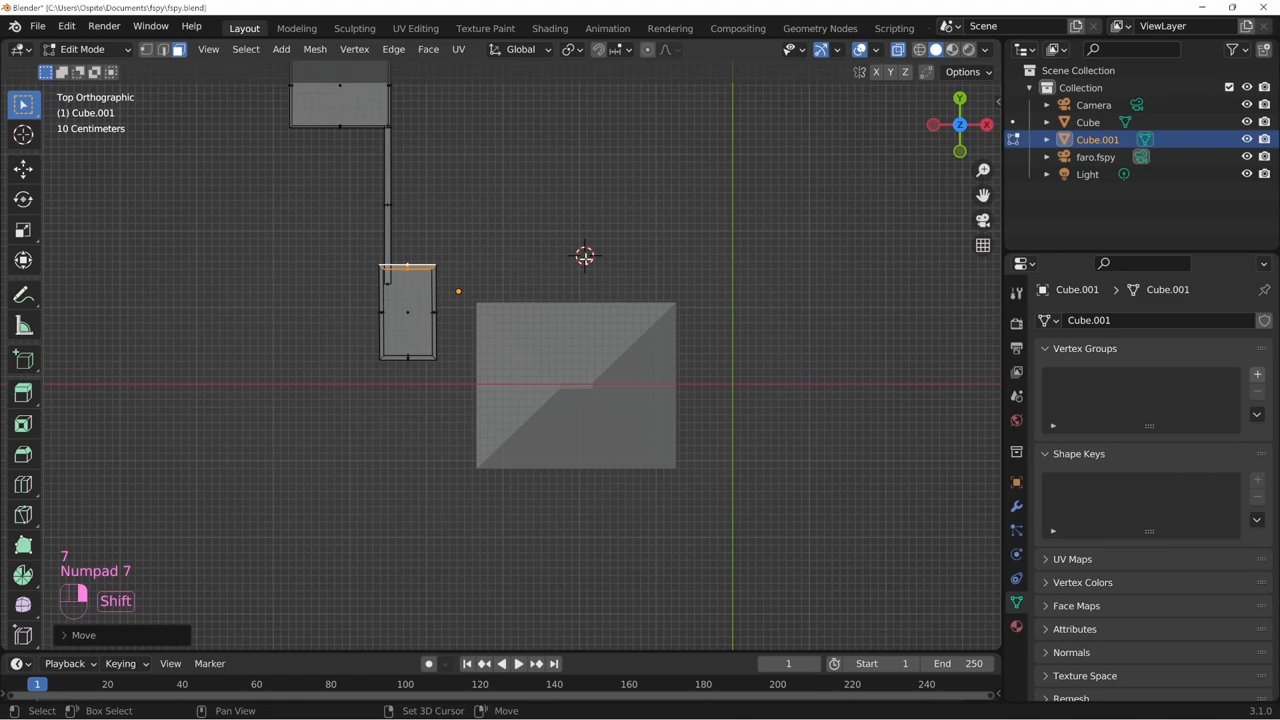 Blender* [C:\Users\Ospite\Documents\fspy\fspy.blend]
File Edit Render Window Help Layout Modeling Sculpting UV Editing Texture Paint Shading Animation Rendering Compositing Geometry Nodes Scripting Scene ViewLayer
Edit Mode View Select Add Mesh Vertex Edge Face UV Global
X Y Z Options
Top Orthographic
(1) Cube.001
10 Centimeters
Y
Z
X
7
Numpad 7
Shift
Move
Scene Collection
Collection
Camera
Cube
Cube.001
faro.fspy
Light
Cube.001 Cube.001
Cube.001
Vertex Groups
Shape Keys
UV Maps
Vertex Colors
Face Maps
Attributes
Normals
Texture Space
Remesh
Playback Keying View Marker 1 Start 1 End 250
1 20 40 60 80 100 120 140 160 180 200 220 240
Select Box Select Pan View Set 3D Cursor Move 3.1.0